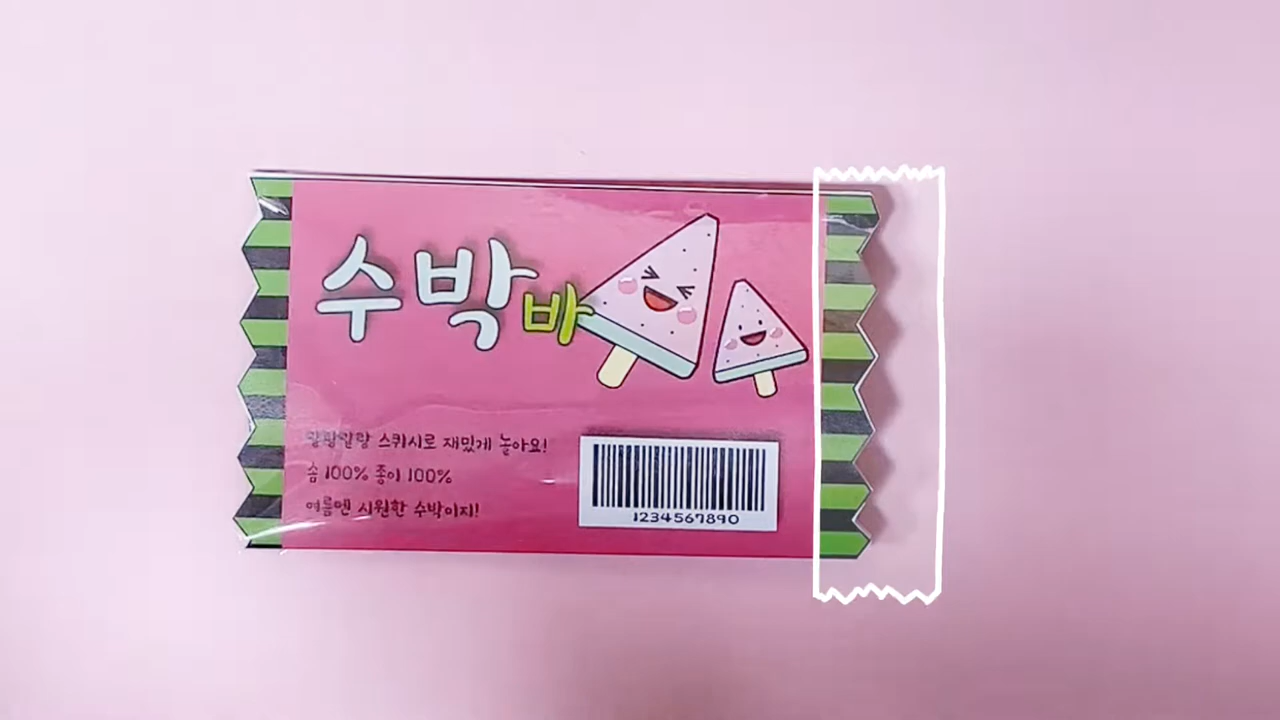 수박바
말랑말랑 스퀴시로 재밌게 놀아요!
솜 100% 종이 100%
여름엔 시원한 수박이지!
1234567890